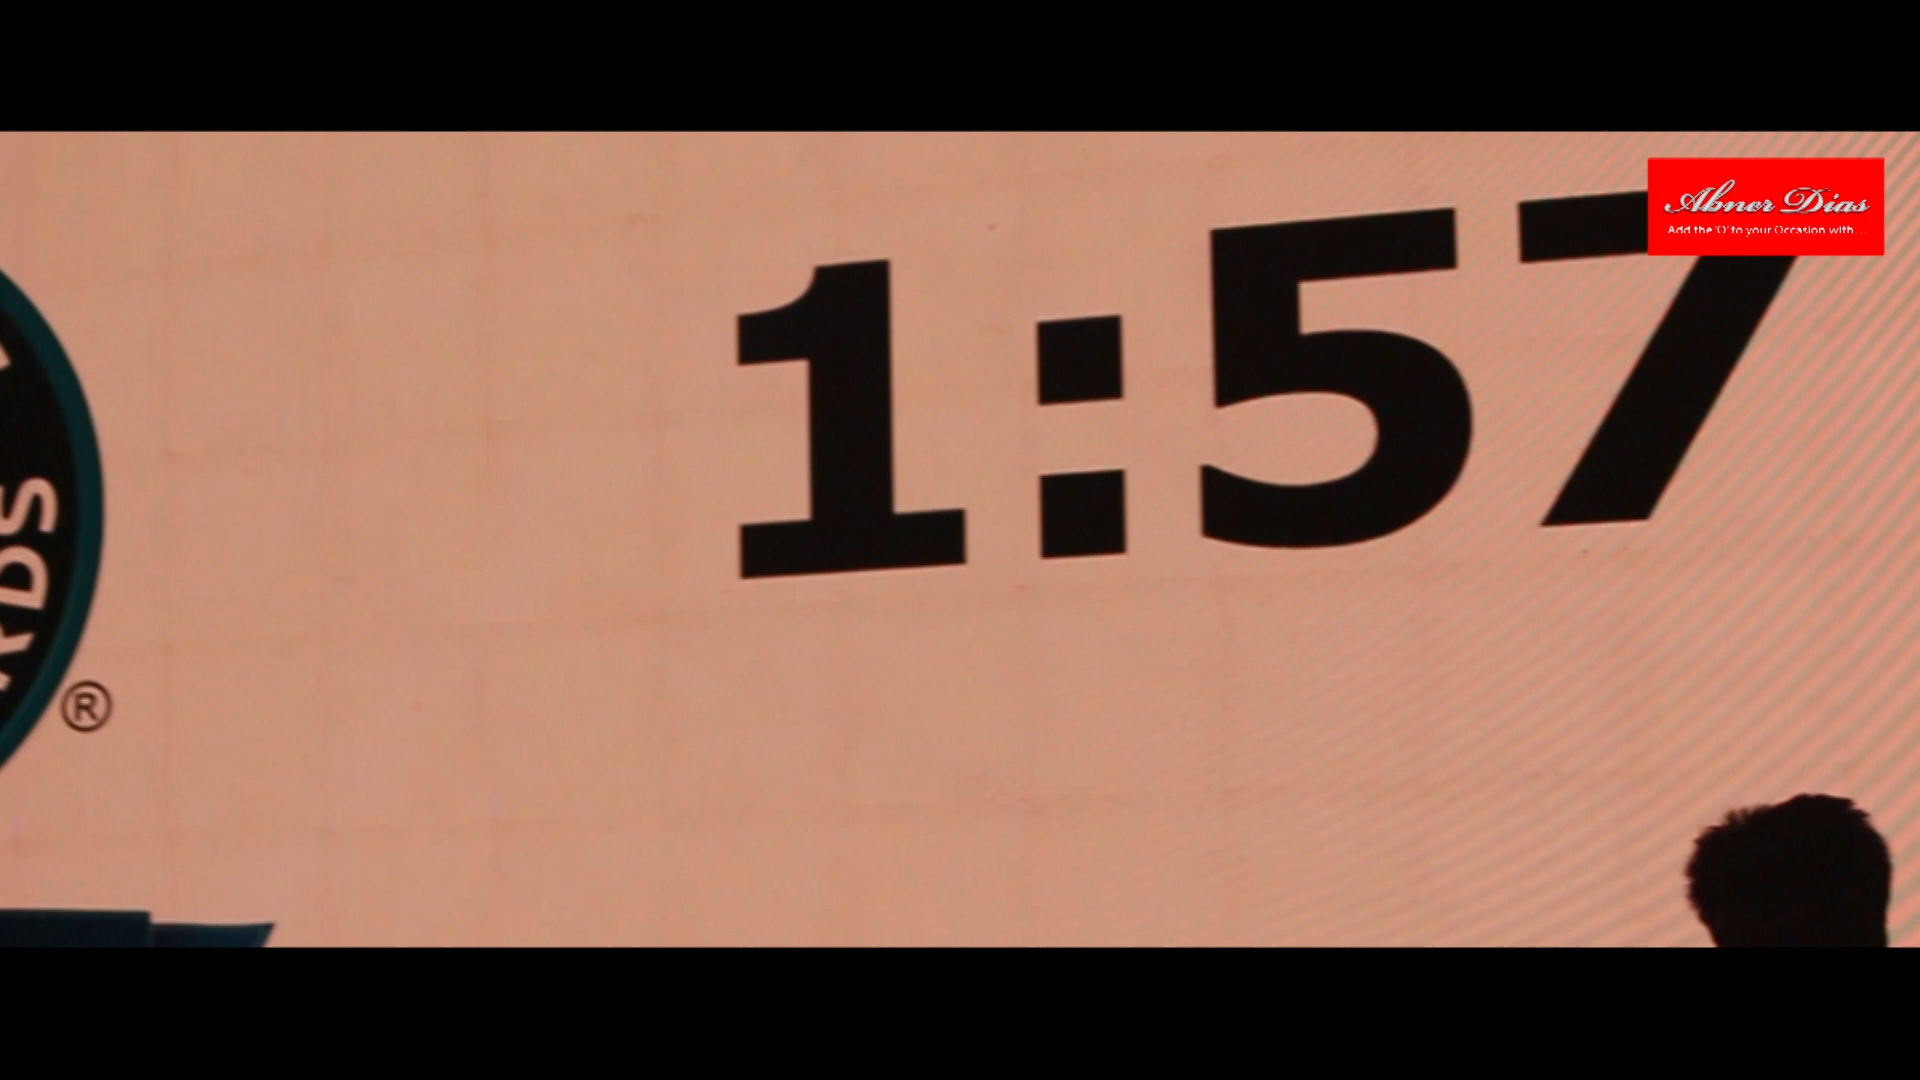 1:57
Abner Dias
Add the 'O' to your Occasion with...
RDS
®